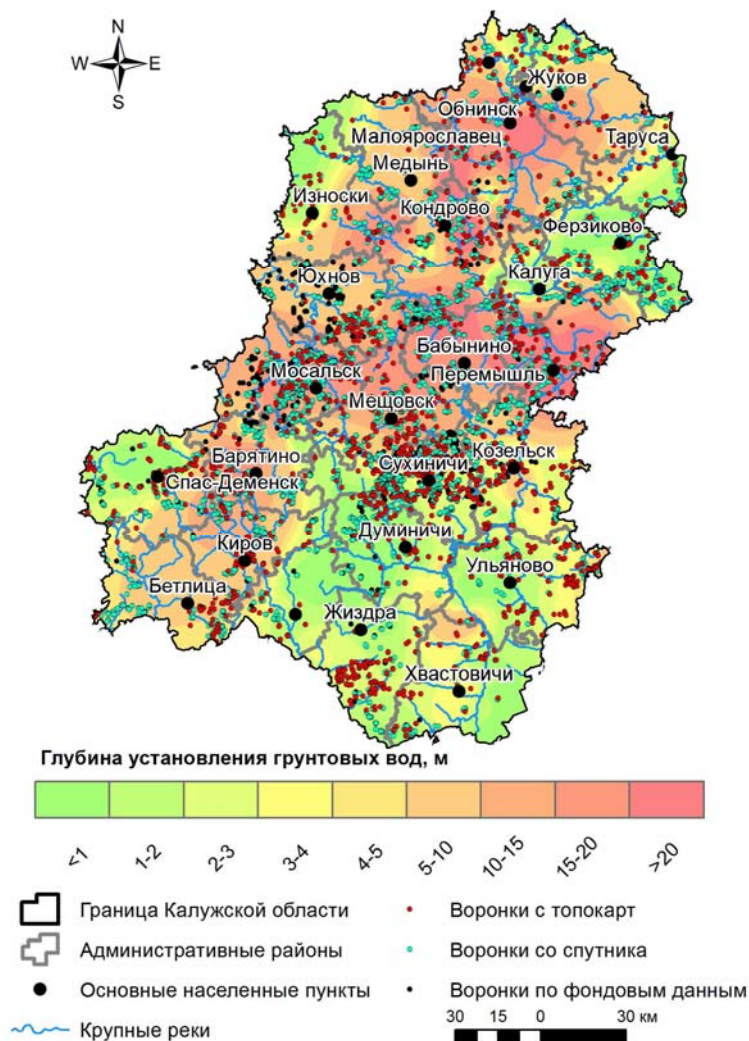 N
W E
S
Жуков
Обнинск
Малоярославец
Таруса
Медынь
Износки
Кондрово
Ферзиково
Юхнов
Калуга
Бабынино
Мосальск
Перемышль
Мещовск
Барятино
Козельск
Сухиничи
Спас-Деменск
Думиничи
Киров
Ульяново
Бетлица
Жиздра
Хвастовичи
Глубина установления грунтовых вод, м
<1 1-2 2-3 3-4 4-5 5-10 10-15 15-20 >20
Граница Калужской области
Воронки с топокарт
Административные районы
Воронки со спутника
Основные населенные пункты
Воронки по фондовым данным
Крупные реки
30 15 0 30 км